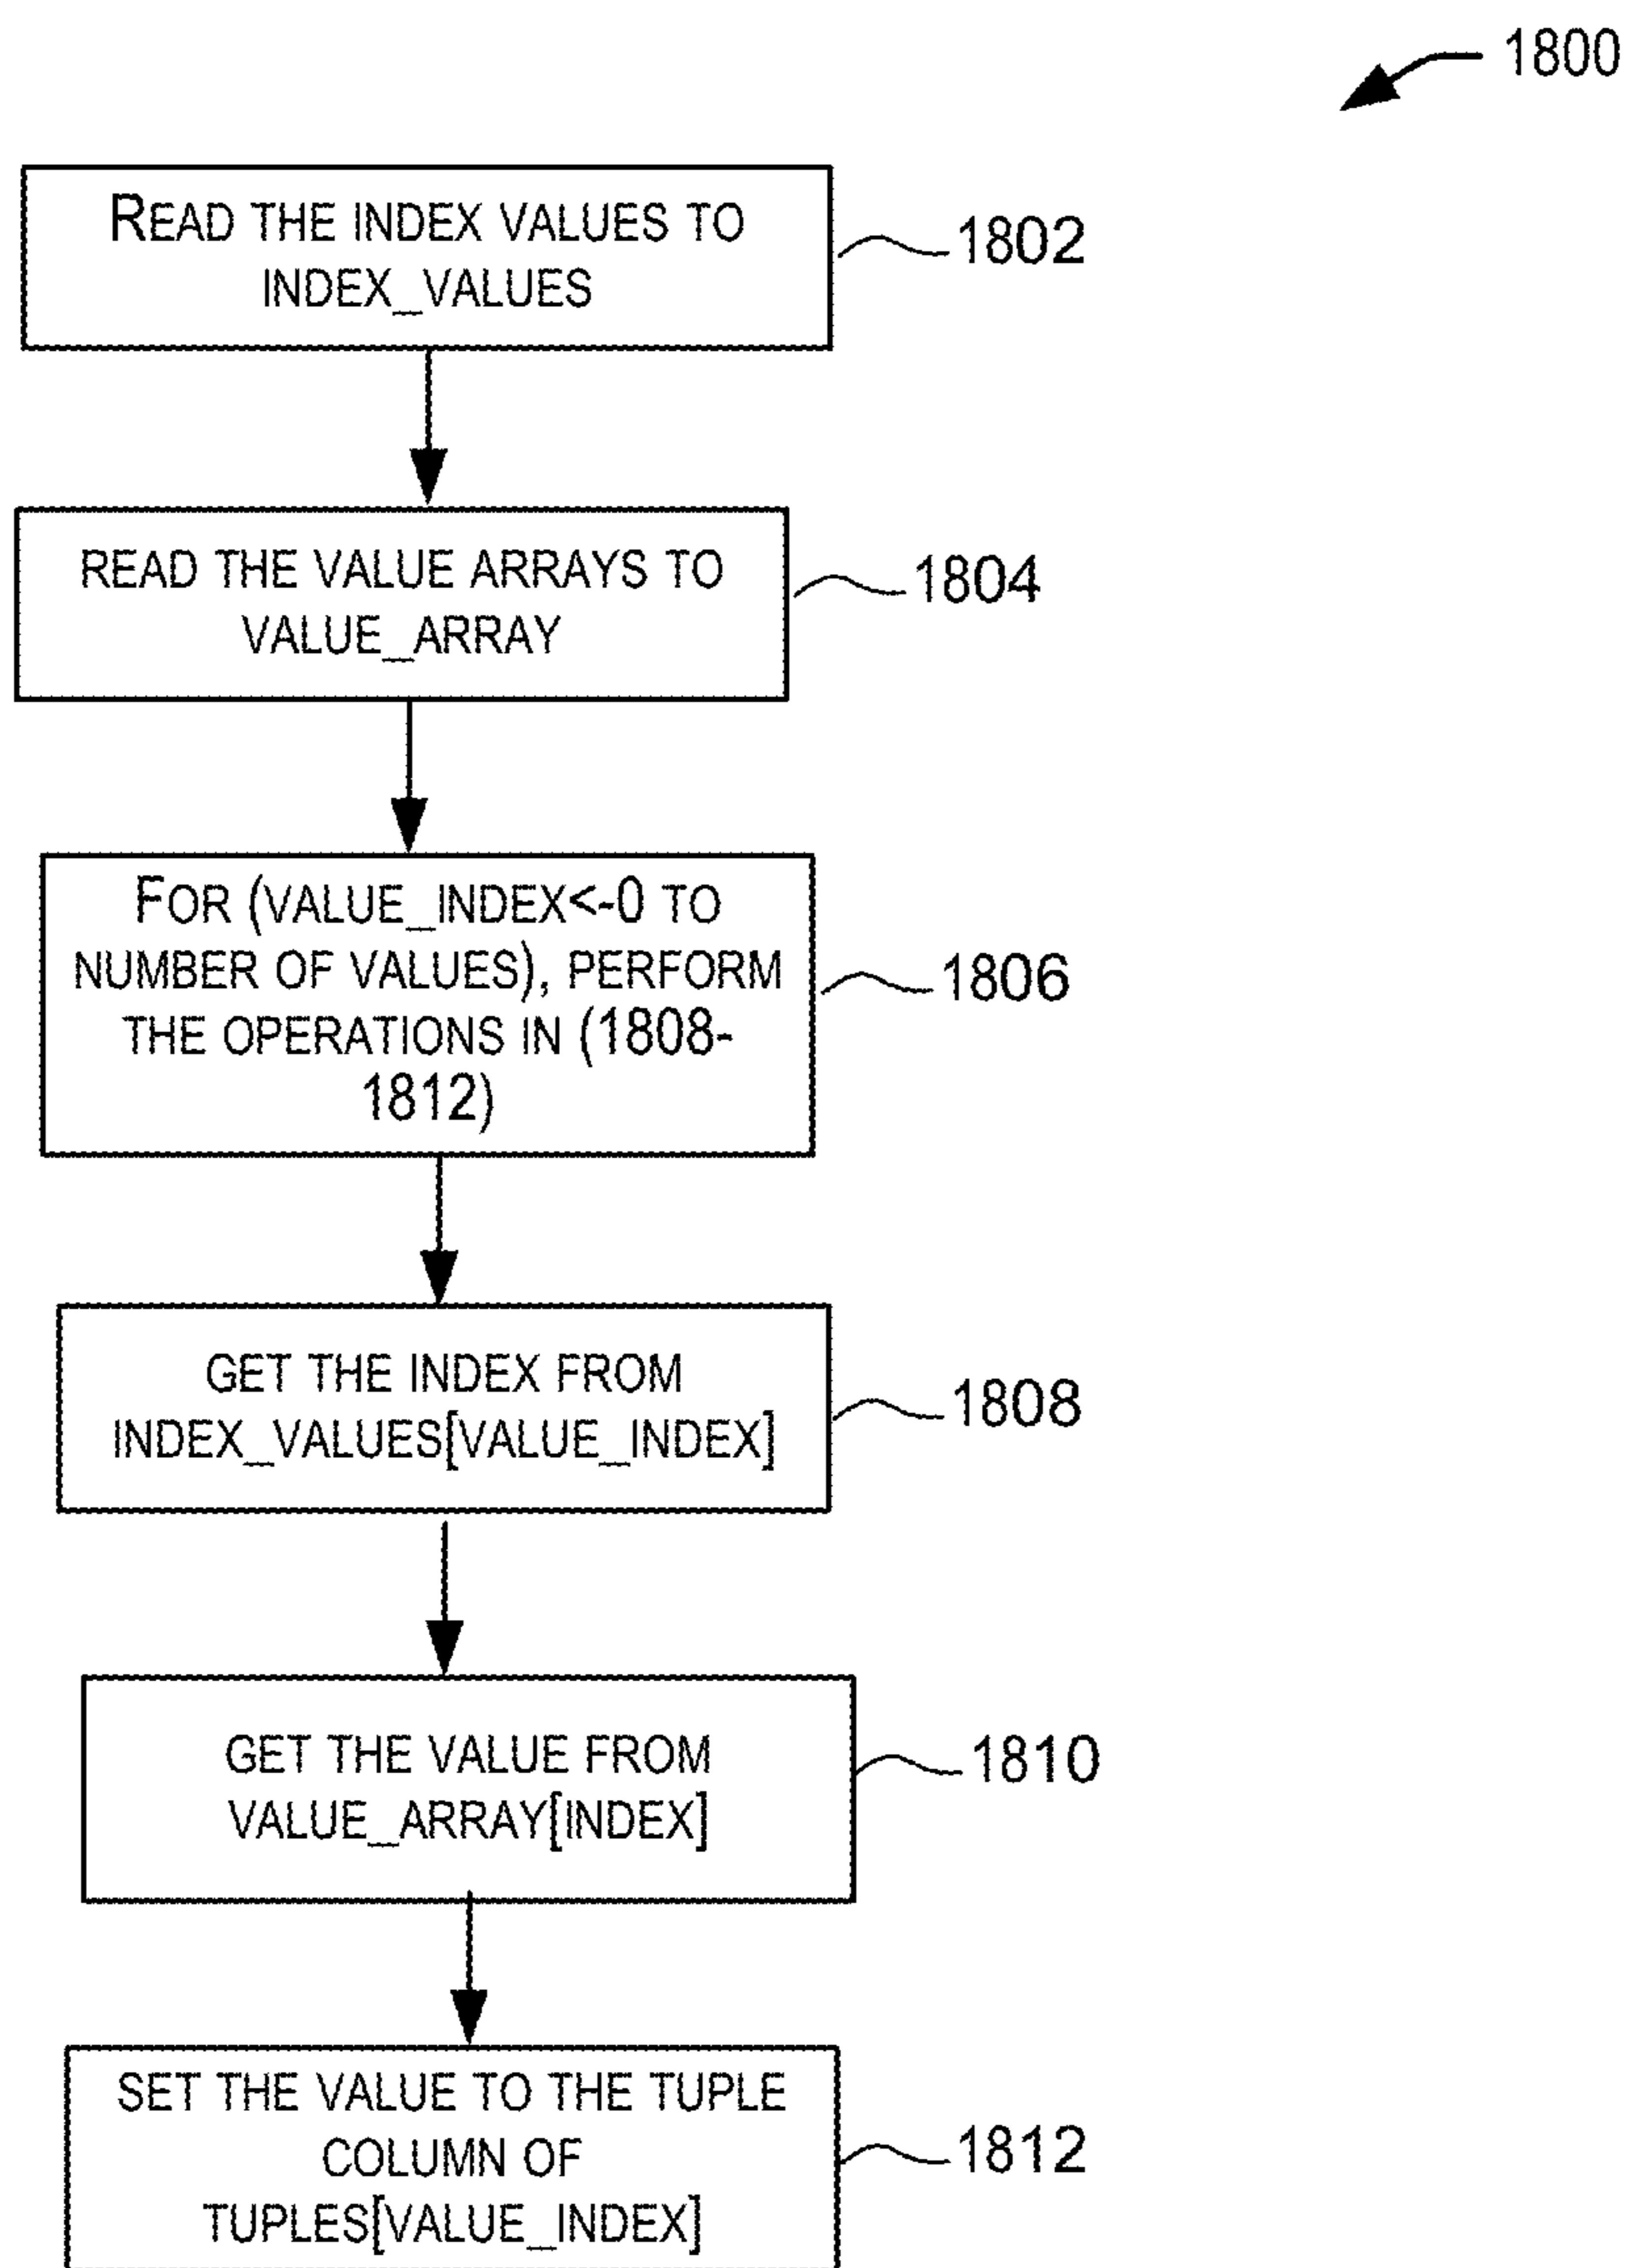 1800
READ THE INDEX VALUES TO
INDEX_VALUES
1802
READ THE VALUE ARRAYS TO
VALUE_ARRAY
1804
FOR (VALUE_INDEX<-0 TO
NUMBER OF VALUES), PERFORM
THE OPERATIONS IN (1808-
1812)
1806
GET THE INDEX FROM
INDEX_VALUES[VALUE_INDEX]
1808
GET THE VALUE FROM
VALUE_ARRAY[INDEX]
1810
SET THE VALUE TO THE TUPLE
COLUMN OF
TUPLES[VALUE_INDEX]
1812